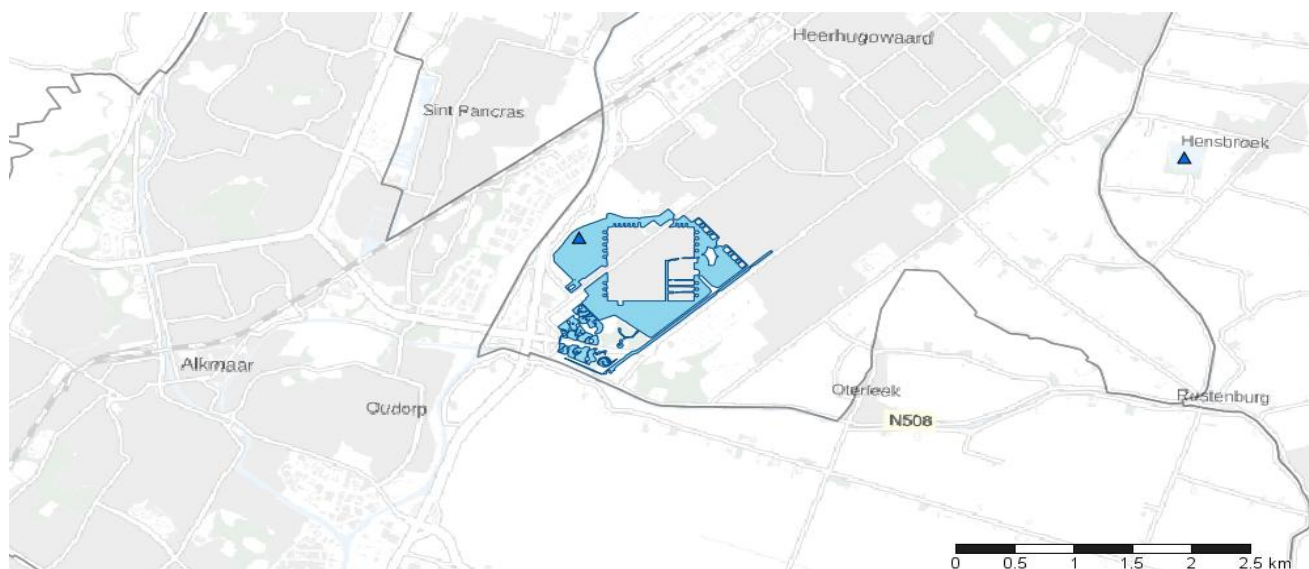 Heerhugowaard
Sint Pancras
Hensbroek
Alkmaar
Oudorp
Oterleek
Rustenburg
N508
0 0.5 1 1.5 2 2.5 km